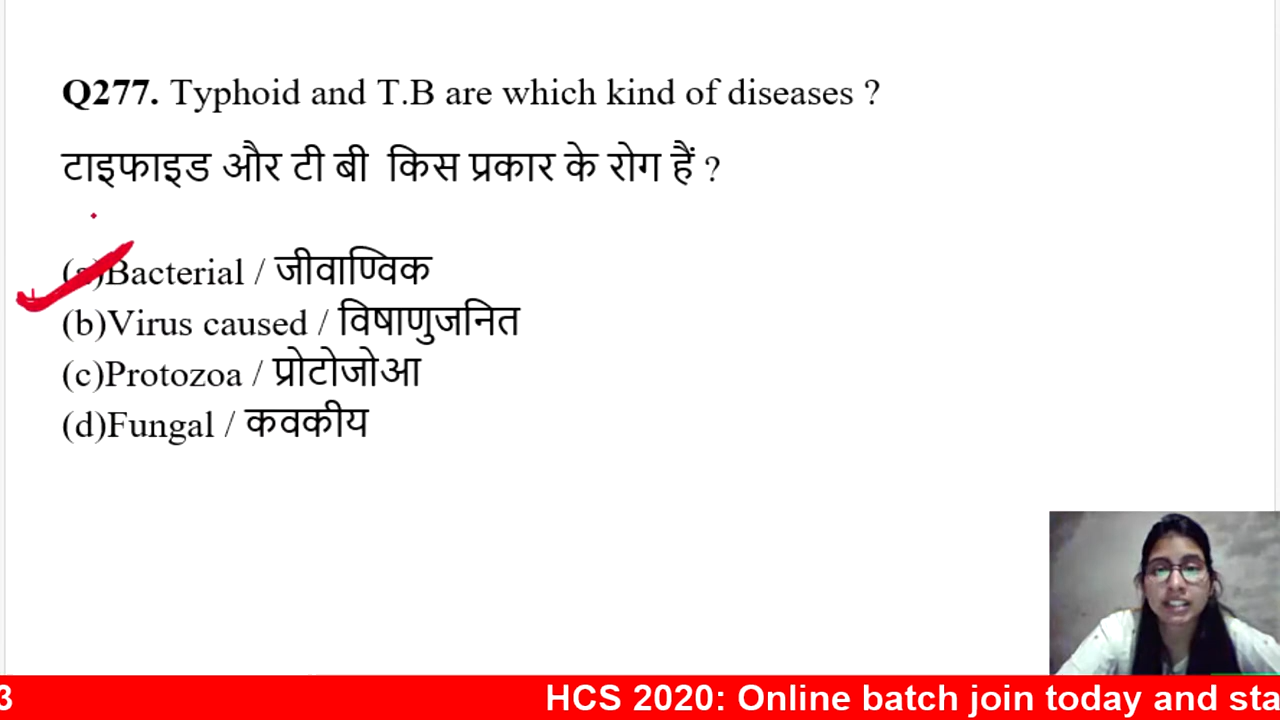 Q277. Typhoid and T.B are which kind of diseases ?
टाइफाइड और टी बी किस प्रकार के रोग हैं ?
(a)Bacterial / जीवाण्विक
(b)Virus caused / विषाणुजनित
(c)Protozoa / प्रोटोजोआ
(d)Fungal / कवकीय
3 HCS 2020: Online batch join today and sta